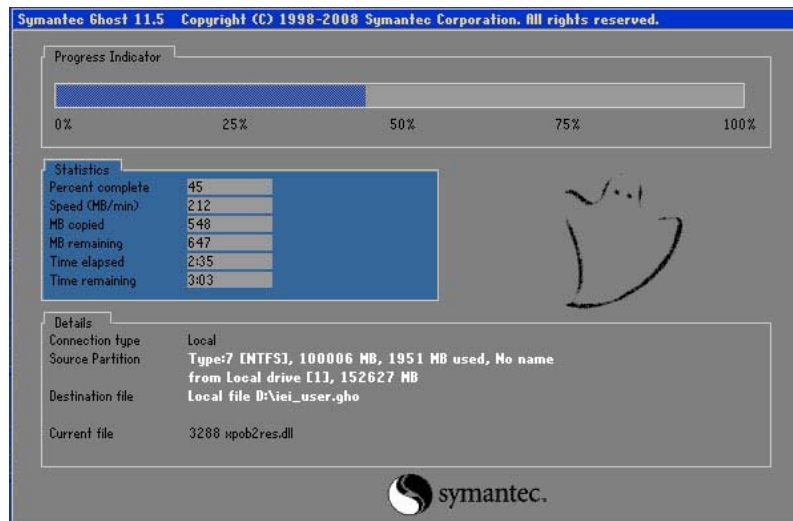 Symantec Ghost 11.5   Copyright (C) 1998-2008 Symantec Corporation. All rights reserved.
Progress Indicator
0%   25%   50%   75%   100%
Statistics
Percent complete   45
Speed (MB/min)   212
MB copied   548
MB remaining   647
Time elapsed   2:35
Time remaining   3:03
Details
Connection type   Local
Source Partition   Type:7 [NTFS], 100006 MB, 1951 MB used, No name
from Local drive [1], 152627 MB
Destination file   Local file D:\iei_user.gho
Current file   3288 xpob2res.dll
symantec.